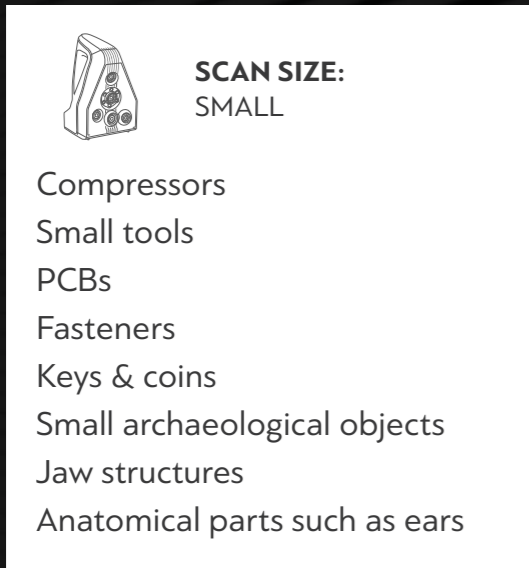 SCAN SIZE:
SMALL
Compressors
Small tools
PCBs
Fasteners
Keys & coins
Small archaeological objects
Jaw structures
Anatomical parts such as ears